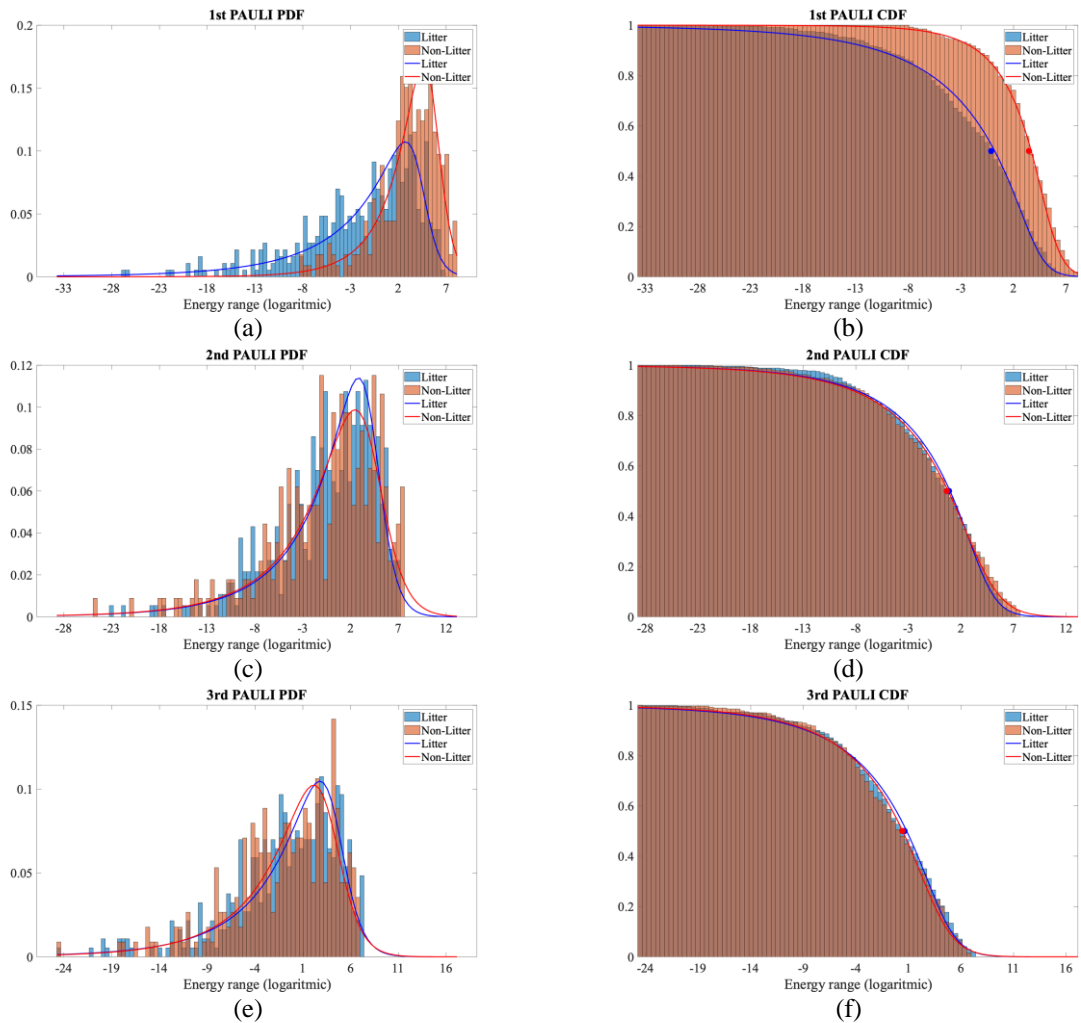 1st PAULI PDF
0.2
0.15
0.1
0.05
0
Litter
Non-Litter
Litter
Non-Litter
-33 -28 -23 -18 -13 -8 -3 2 7
Energy range (logaritmic)
(a)
1st PAULI CDF
1
0.8
0.6
0.4
0.2
0
Litter
Non-Litter
Litter
Non-Litter
-33 -28 -23 -18 -13 -8 -3 2 7
Energy range (logaritmic)
(b)
2nd PAULI PDF
0.12
0.1
0.08
0.06
0.04
0.02
0
Litter
Non-Litter
Litter
Non-Litter
-28 -23 -18 -13 -8 -3 2 7 12
Energy range (logaritmic)
(c)
2nd PAULI CDF
1
0.8
0.6
0.4
0.2
0
Litter
Non-Litter
Litter
Non-Litter
-28 -23 -18 -13 -8 -3 2 7 12
Energy range (logaritmic)
(d)
3rd PAULI PDF
0.15
0.1
0.05
0
Litter
Non-Litter
Litter
Non-Litter
-24 -19 -14 -9 -4 1 6 11 16
Energy range (logaritmic)
(e)
3rd PAULI CDF
1
0.8
0.6
0.4
0.2
0
Litter
Non-Litter
Litter
Non-Litter
-24 -19 -14 -9 -4 1 6 11 16
Energy range (logaritmic)
(f)